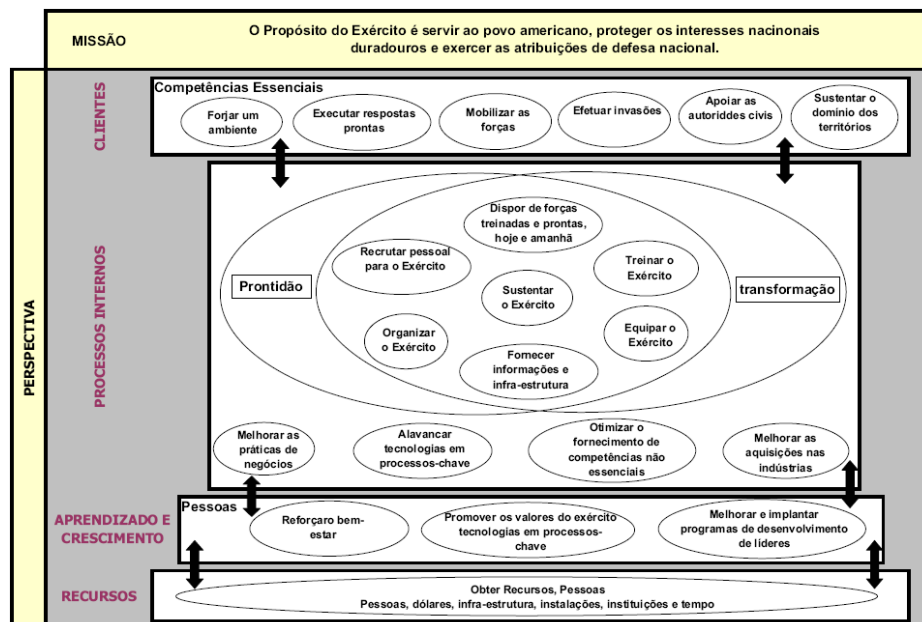 MISSÃO
O Propósito do Exército é servir ao povo americano, proteger os interesses nacinonais
duradouros e exercer as atribuições de defesa nacional.
PERSPECTIVA
CLIENTES
Competências Essenciais
Forjar um
ambiente
Executar respostas
prontas
Mobilizar as
forças
Efetuar invasões
Apoiar as
autoriddes civis
Sustentar o
domínio dos
territórios
PROCESSOS INTERNOS
Dispor de forças
treinadas e prontas,
hoje e amanhã
Recrutar pessoal
para o Exército
Treinar o
Exército
Prontidão
Sustentar
o Exército
transformação
Organizar
o Exército
Equipar o
Exército
Fornecer
informações e
infra-estrutura
Melhorar as
práticas de
negócios
Alavancar
tecnologias em
processos-chave
Otimizar o
fornecimento de
competências não
essenciais
Melhorar as
aquisições nas
indústrias
APRENDIZADO E
CRESCIMENTO
Pessoas
Reforçaro bem-
estar
Promover os valores do exército
tecnologias em processos-
chave
Melhorar e implantar
programas de desenvolvimento
de líderes
RECURSOS
Obter Recursos, Pessoas
Pessoas, dólares, infra-estrutura, instalações, instituições e tempo